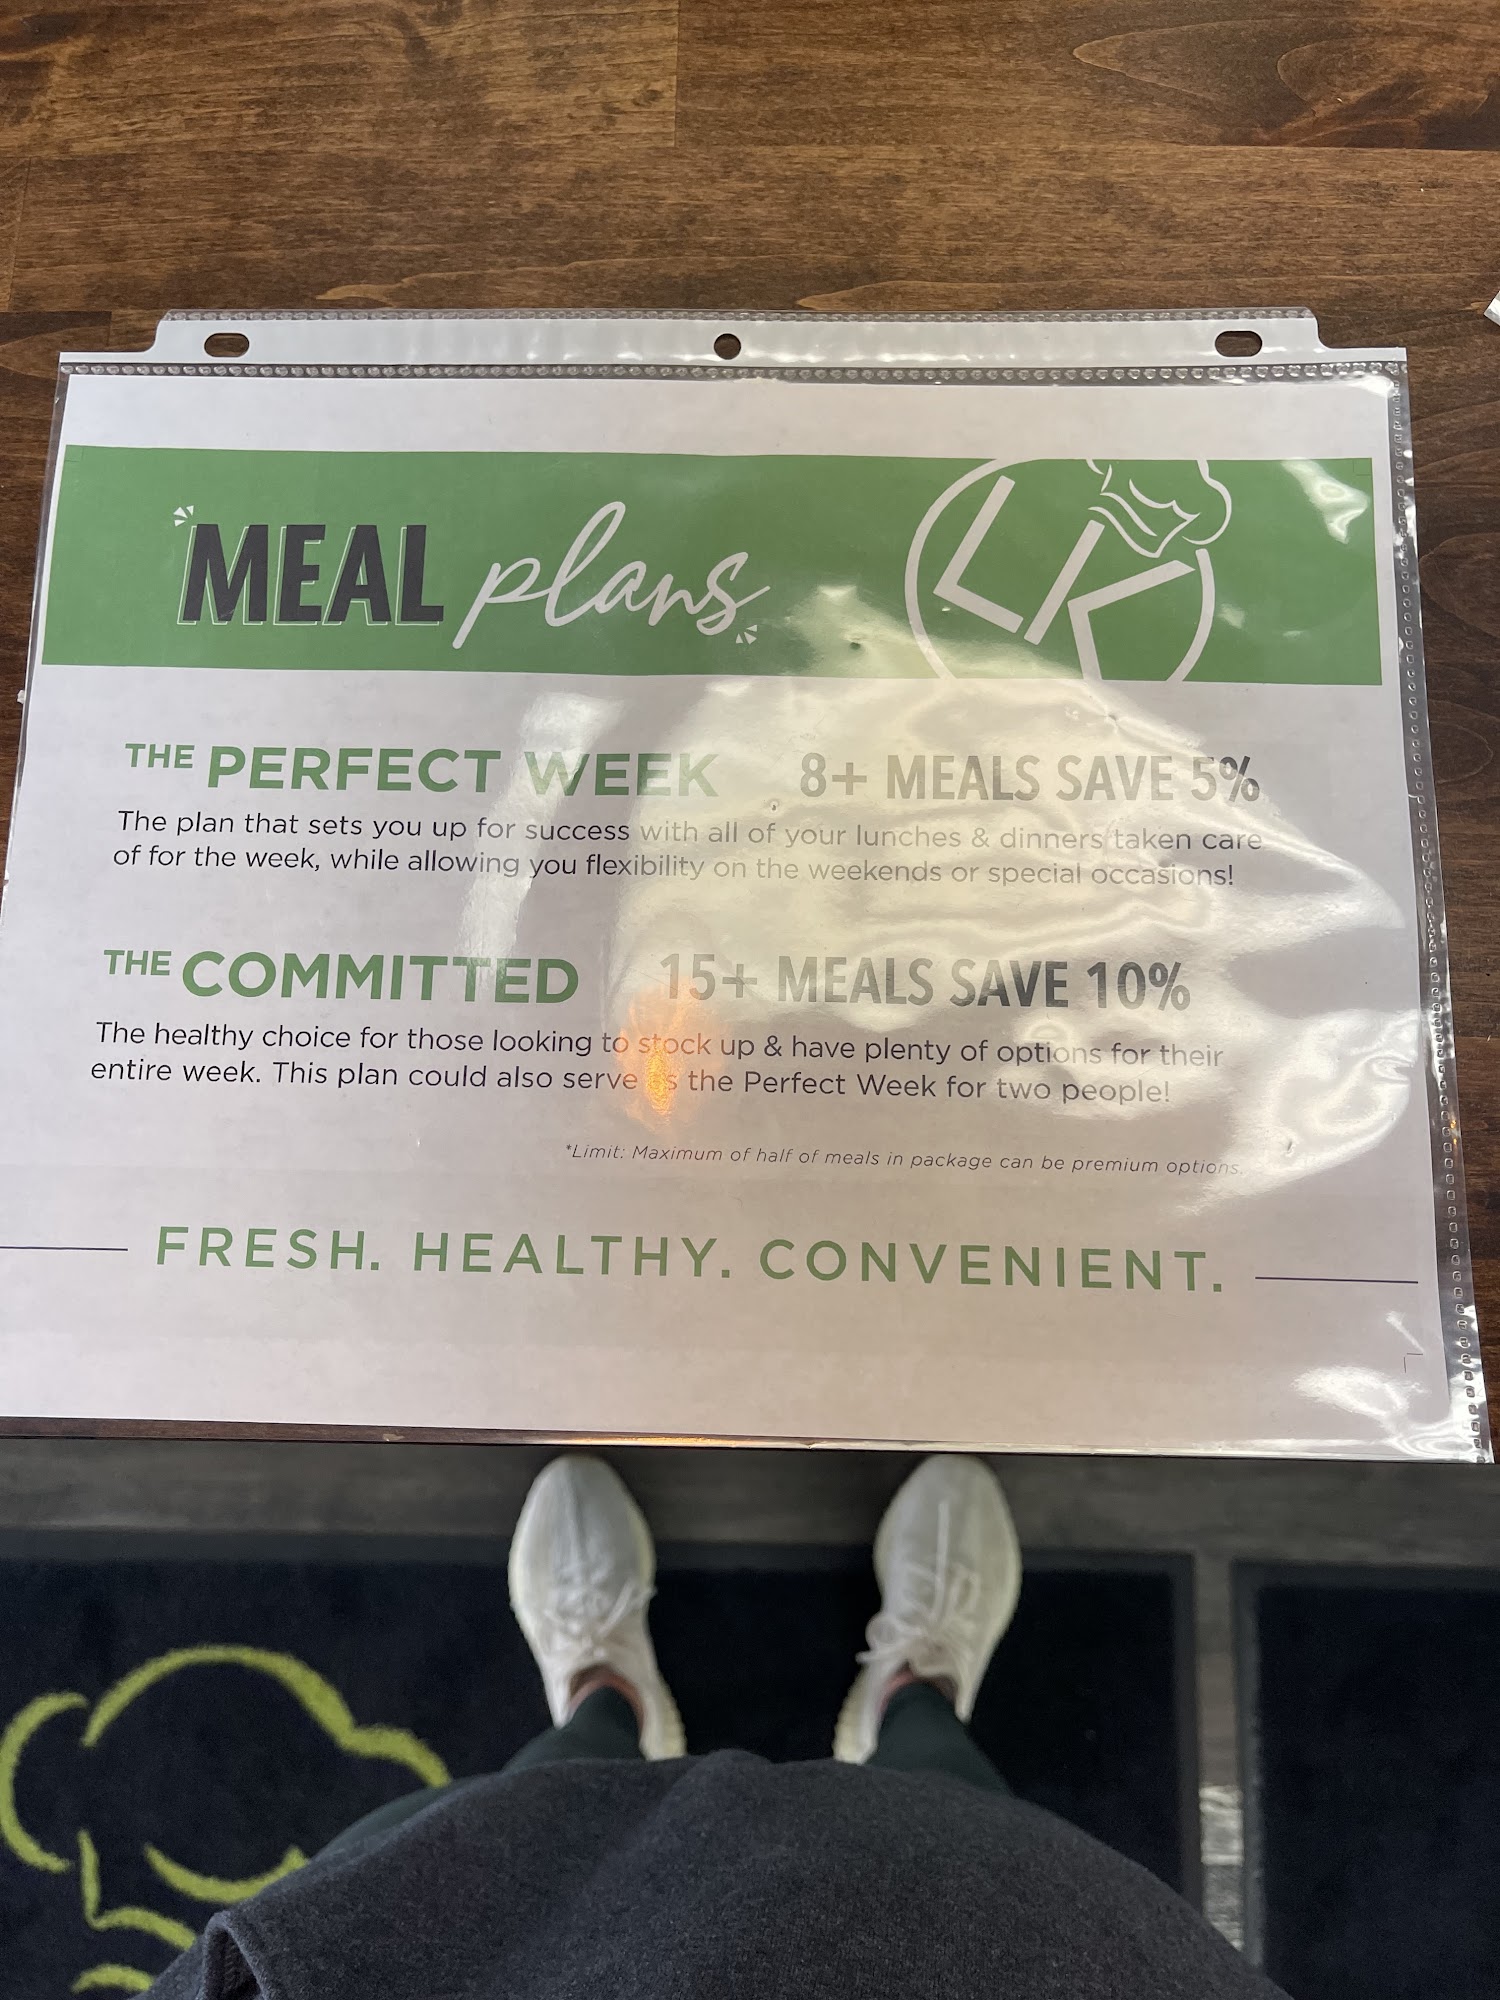 MEAL plans
LK
THE PERFECT WEEK 8+ MEALS SAVE 5%
The plan that sets you up for success with all of your lunches & dinners taken care
of for the week, while allowing you flexibility on the weekends or special occasions!
THE COMMITTED 15+ MEALS SAVE 10%
The healthy choice for those looking to stock up & have plenty of options for their
entire week. This plan could also serve as the Perfect Week for two people!
*Limit: Maximum of half of meals in package can be premium options.
FRESH. HEALTHY. CONVENIENT.